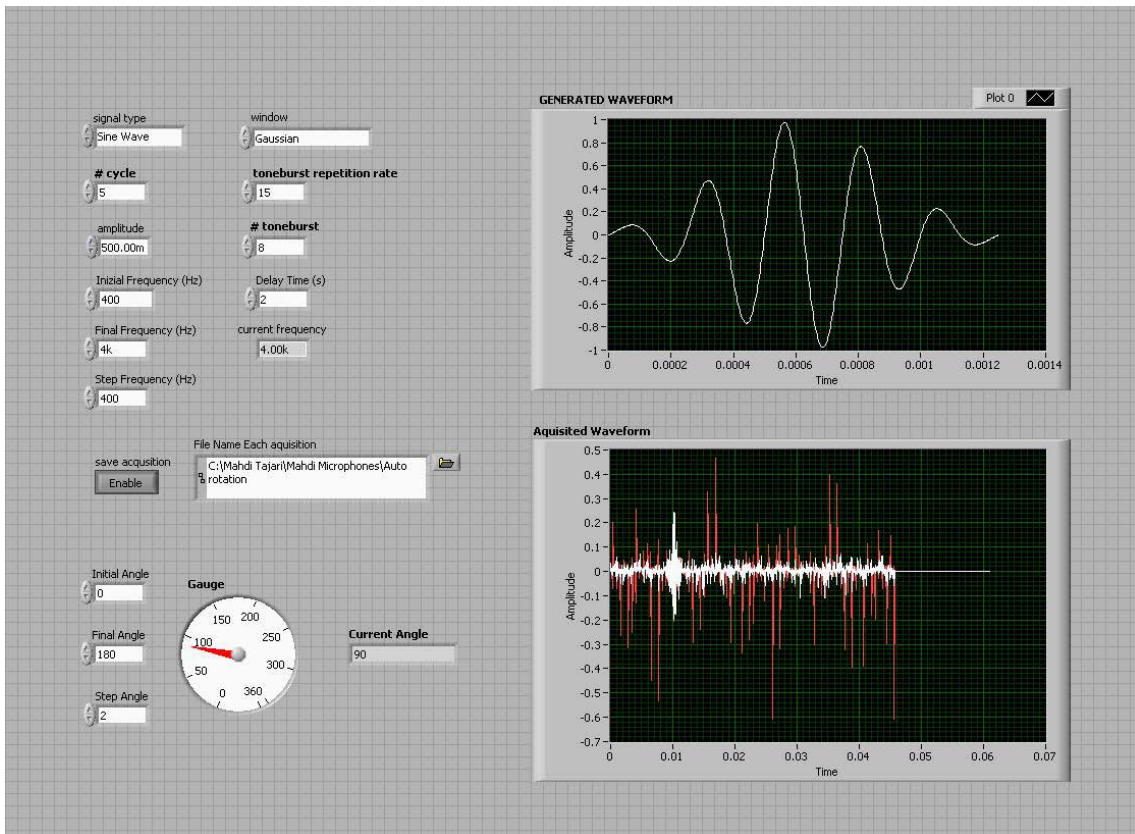 signal type
Sine Wave
window
Gaussian
# cycle
5
toneburst repetition rate
15
amplitude
500.00m
# toneburst
8
Inizial Frequency (Hz)
400
Delay Time (s)
2
Final Frequency (Hz)
4k
current frequency
4.00k
Step Frequency (Hz)
400
save acqusition
Enable
File Name Each aquisition
C:\Mahdi Tajari\Mahdi Microphones\Auto
rotation
Initial Angle
0
Final Angle
180
Step Angle
2
Gauge
0
50
100
150
200
250
300
360
Current Angle
90
GENERATED WAVEFORM
Plot 0
Amplitude
1
0.8
0.6
0.4
0.2
0
-0.2
-0.4
-0.6
-0.8
-1
0 0.0002 0.0004 0.0006 0.0008 0.001 0.0012 0.0014
Time
Aquisited Waveform
Amplitude
0.5
0.4
0.3
0.2
0.1
0
-0.1
-0.2
-0.3
-0.4
-0.5
-0.6
-0.7
0 0.01 0.02 0.03 0.04 0.05 0.06 0.07
Time